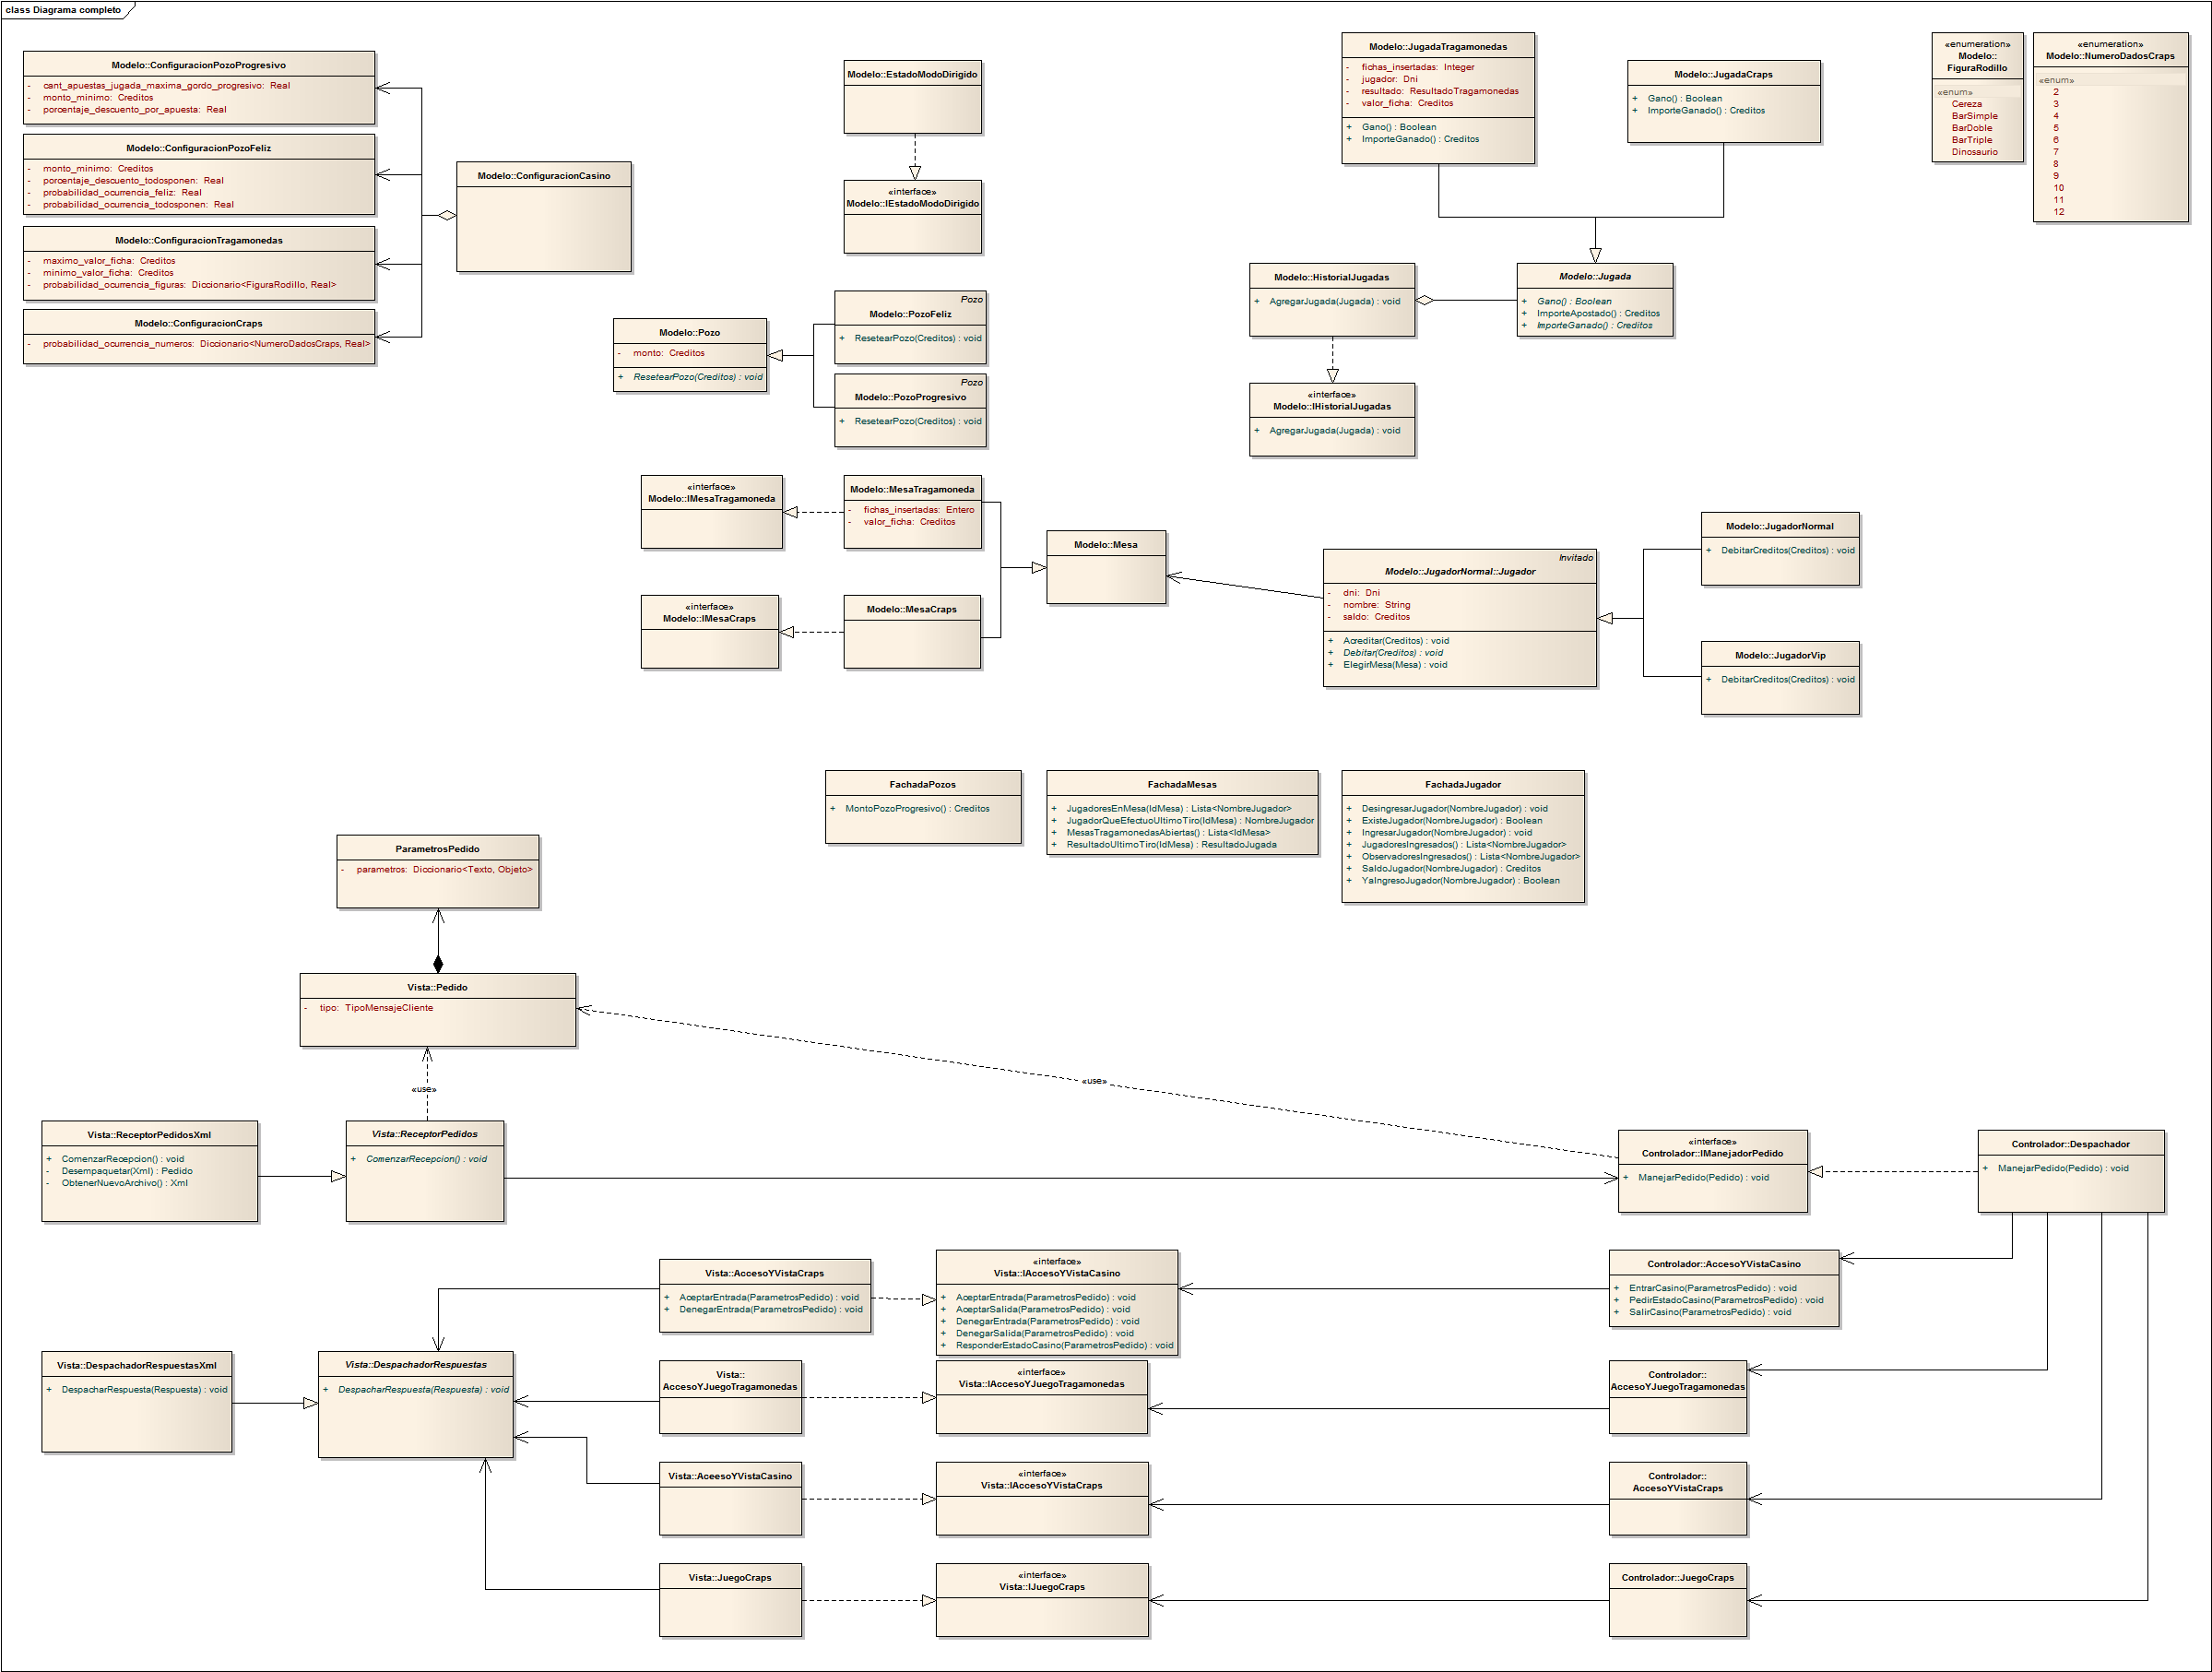 class Diagrama completo
Modelo::ConfiguracionPozoProgresivo
- cant_apuestas_jugada_maxima_gordo_progresivo: Real
- monto_minimo: Creditos
- porcentaje_descuento_por_apuesta: Real
Modelo::ConfiguracionPozoFeliz
- monto_minimo: Creditos
- porcentaje_descuento_todosponen: Real
- probabilidad_ocurrencia_feliz: Real
- probabilidad_ocurrencia_todosponen: Real
Modelo::ConfiguracionTragamonedas
- maximo_valor_ficha: Creditos
- minimo_valor_ficha: Creditos
- probabilidad_ocurrencia_figuras: Diccionario<FiguraRodillo, Real>
Modelo::ConfiguracionCraps
- probabilidad_ocurrencia_numeros: Diccionario<NumeroDadosCraps, Real>
Modelo::ConfiguracionCasino
Modelo::EstadoModoDirigido
«interface»
Modelo::IEstadoModoDirigido
Modelo::Pozo
- monto: Creditos
+ ResetearPozo(Creditos) : void
Pozo
Modelo::PozoFeliz
+ ResetearPozo(Creditos) : void
Pozo
Modelo::PozoProgresivo
+ ResetearPozo(Creditos) : void
Modelo::JugadaTragamonedas
- fichas_insertadas: Integer
- jugador: Dni
- resultado: ResultadoTragamonedas
- valor_ficha: Creditos
+ Gano() : Boolean
+ ImporteGanado() : Creditos
Modelo::JugadaCraps
+ Gano() : Boolean
+ ImporteGanado() : Creditos
«enumeration»
Modelo::
FiguraRodillo
«enum»
Cereza
BarSimple
BarDoble
BarTriple
Dinosaurio
«enumeration»
Modelo::NumeroDadosCraps
«enum»
2
3
4
5
6
7
8
9
10
11
12
Modelo::HistorialJugadas
+ AgregarJugada(Jugada) : void
Modelo::Jugada
+ Gano() : Boolean
+ ImporteApostado() : Creditos
+ ImporteGanado() : Creditos
«interface»
Modelo::IHistorialJugadas
+ AgregarJugada(Jugada) : void
«interface»
Modelo::IMesaTragamoneda
Modelo::MesaTragamoneda
- fichas_insertadas: Entero
- valor_ficha: Creditos
«interface»
Modelo::IMesaCraps
Modelo::MesaCraps
Modelo::Mesa
Invitado
Modelo::JugadorNormal::Jugador
- dni: Dni
- nombre: String
- saldo: Creditos
+ Acreditar(Creditos) : void
+ Debitar(Creditos) : void
+ ElegirMesa(Mesa) : void
Modelo::JugadorNormal
+ DebitarCreditos(Creditos) : void
Modelo::JugadorVip
+ DebitarCreditos(Creditos) : void
FachadaPozos
+ MontoPozoProgresivo() : Creditos
FachadaMesas
+ JugadoresEnMesa(IdMesa) : Lista<NombreJugador>
+ JugadorQueEfectuoUltimoTiro(IdMesa) : NombreJugador
+ MesasTragamonedasAbiertas() : Lista<IdMesa>
+ ResultadoUltimoTiro(IdMesa) : ResultadoJugada
FachadaJugador
+ DesingresarJugador(NombreJugador) : void
+ ExisteJugador(NombreJugador) : Boolean
+ IngresarJugador(NombreJugador) : void
+ JugadoresIngresados() : Lista<NombreJugador>
+ ObservadoresIngresados() : Lista<NombreJugador>
+ SaldoJugador(NombreJugador) : Creditos
+ YaIngresoJugador(NombreJugador) : Boolean
ParametrosPedido
- parametros: Diccionario<Texto, Objeto>
Vista::Pedido
- tipo: TipoMensajeCliente
«use»
«use»
Vista::ReceptorPedidosXml
+ ComenzarRecepcion() : void
- Desempaquetar(Xml) : Pedido
- ObtenerNuevoArchivo() : Xml
Vista::ReceptorPedidos
+ ComenzarRecepcion() : void
«interface»
Controlador::IManejadorPedido
+ ManejarPedido(Pedido) : void
Controlador::Despachador
+ ManejarPedido(Pedido) : void
Vista::AccesoYVistaCraps
+ AceptarEntrada(ParametrosPedido) : void
+ DenegarEntrada(ParametrosPedido) : void
«interface»
Vista::IAccesoYVistaCasino
+ AceptarEntrada(ParametrosPedido) : void
+ AceptarSalida(ParametrosPedido) : void
+ DenegarEntrada(ParametrosPedido) : void
+ DenegarSalida(ParametrosPedido) : void
+ ResponderEstadoCasino(ParametrosPedido) : void
Controlador::AccesoYVistaCasino
+ EntrarCasino(ParametrosPedido) : void
+ PedirEstadoCasino(ParametrosPedido) : void
+ SalirCasino(ParametrosPedido) : void
Vista::DespachadorRespuestasXml
+ DespacharRespuesta(Respuesta) : void
Vista::DespachadorRespuestas
+ DespacharRespuesta(Respuesta) : void
Vista::
AccesoYJuegoTragamonedas
«interface»
Vista::IAccesoYJuegoTragamonedas
Controlador::
AccesoYJuegoTragamonedas
Vista::AceesoYVistaCasino
«interface»
Vista::IAccesoYVistaCraps
Controlador::
AccesoYVistaCraps
Vista::JuegoCraps
«interface»
Vista::IJuegoCraps
Controlador::JuegoCraps